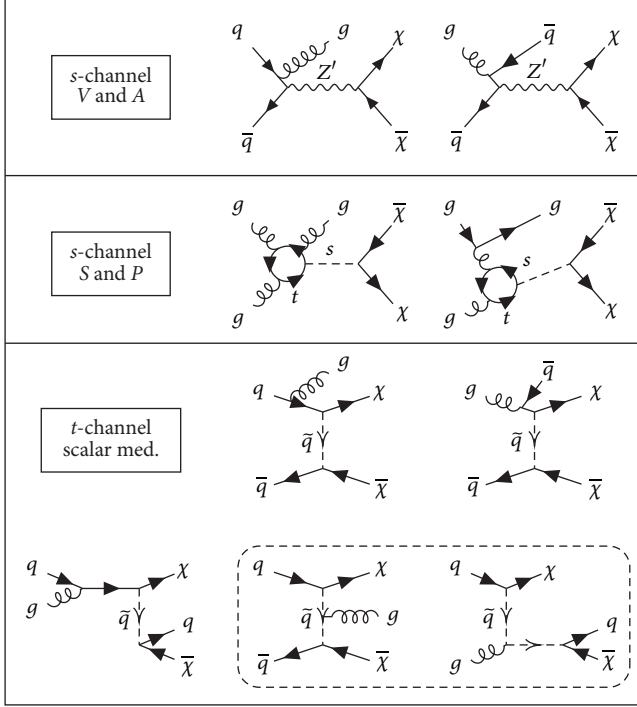 s-channel
V and A
q g χ
Z′
q̄ χ̄
q̄ χ
Z′
q̄ χ̄
s-channel
S and P
g g χ̄
s
t
g χ
g g χ̄
s
t
g χ
t-channel
scalar med.
g
q χ
q̃
q̄ χ̄
q̄
g χ
q̃
q̄ χ̄
q χ
g
q̃ q
χ̄
q χ
q̃ g
q̄ χ̄
q χ
q̃
q
g χ̄